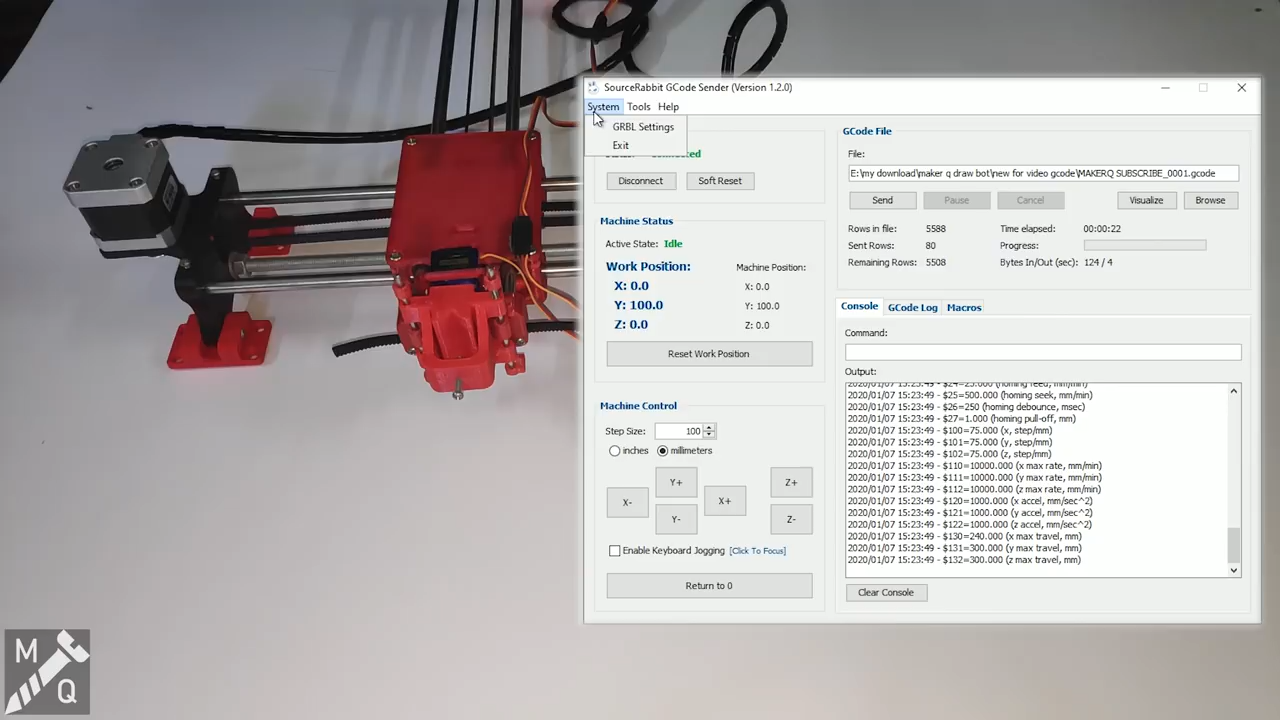 SourceRabbit GCode Sender (Version 1.2.0)
System Tools Help
GRBL Settings
Exit
Disconnect
Soft Reset
Machine Status
Active State: Idle
Work Position:
Machine Position:
X: 0.0
X: 0.0
Y: 100.0
Y: 100.0
Z: 0.0
Z: 0.0
Reset Work Position
Machine Control
Step Size: 100
inches
millimeters
Y+
Z+
X-
X+
Y-
Z-
Enable Keyboard Jogging [Click To Focus]
Return to 0
GCode File
File:
E:\my download\maker q draw bot\new for video gcode\MAKERQ SUBSCRIBE_0001.gcode
Send
Pause
Cancel
Visualize
Browse
Rows in file: 5588
Time elapsed: 00:00:22
Sent Rows: 80
Progress:
Remaining Rows: 5508
Bytes In/Out (sec): 124 / 4
Console
GCode Log
Macros
Command:
Output:
2020/01/07 15:23:49 - $24=25.000 (homing feed, mm/min)
2020/01/07 15:23:49 - $25=500.000 (homing seek, mm/min)
2020/01/07 15:23:49 - $26=250 (homing debounce, msec)
2020/01/07 15:23:49 - $27=1.000 (homing pull-off, mm)
2020/01/07 15:23:49 - $100=75.000 (x, step/mm)
2020/01/07 15:23:49 - $101=75.000 (y, step/mm)
2020/01/07 15:23:49 - $102=75.000 (z, step/mm)
2020/01/07 15:23:49 - $110=10000.000 (x max rate, mm/min)
2020/01/07 15:23:49 - $111=10000.000 (y max rate, mm/min)
2020/01/07 15:23:49 - $112=10000.000 (z max rate, mm/min)
2020/01/07 15:23:49 - $120=1000.000 (x accel, mm/sec^2)
2020/01/07 15:23:49 - $121=1000.000 (y accel, mm/sec^2)
2020/01/07 15:23:49 - $122=1000.000 (z accel, mm/sec^2)
2020/01/07 15:23:49 - $130=240.000 (x max travel, mm)
2020/01/07 15:23:49 - $131=300.000 (y max travel, mm)
2020/01/07 15:23:49 - $132=300.000 (z max travel, mm)
Clear Console
M
Q